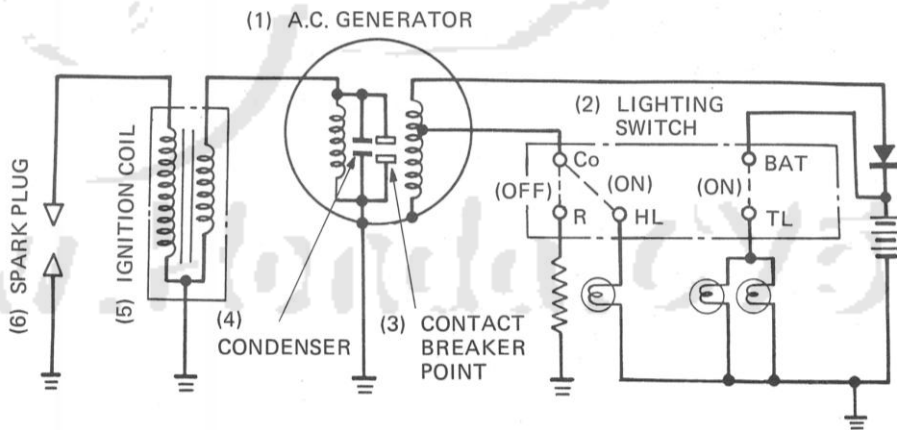 (1) A.C. GENERATOR
(2) LIGHTING
SWITCH
Co
BAT
(OFF)
(ON)
(ON)
R
HL
TL
(6) SPARK PLUG
(5) IGNITION COIL
(4)
CONDENSER
(3) CONTACT
BREAKER
POINT
Honda